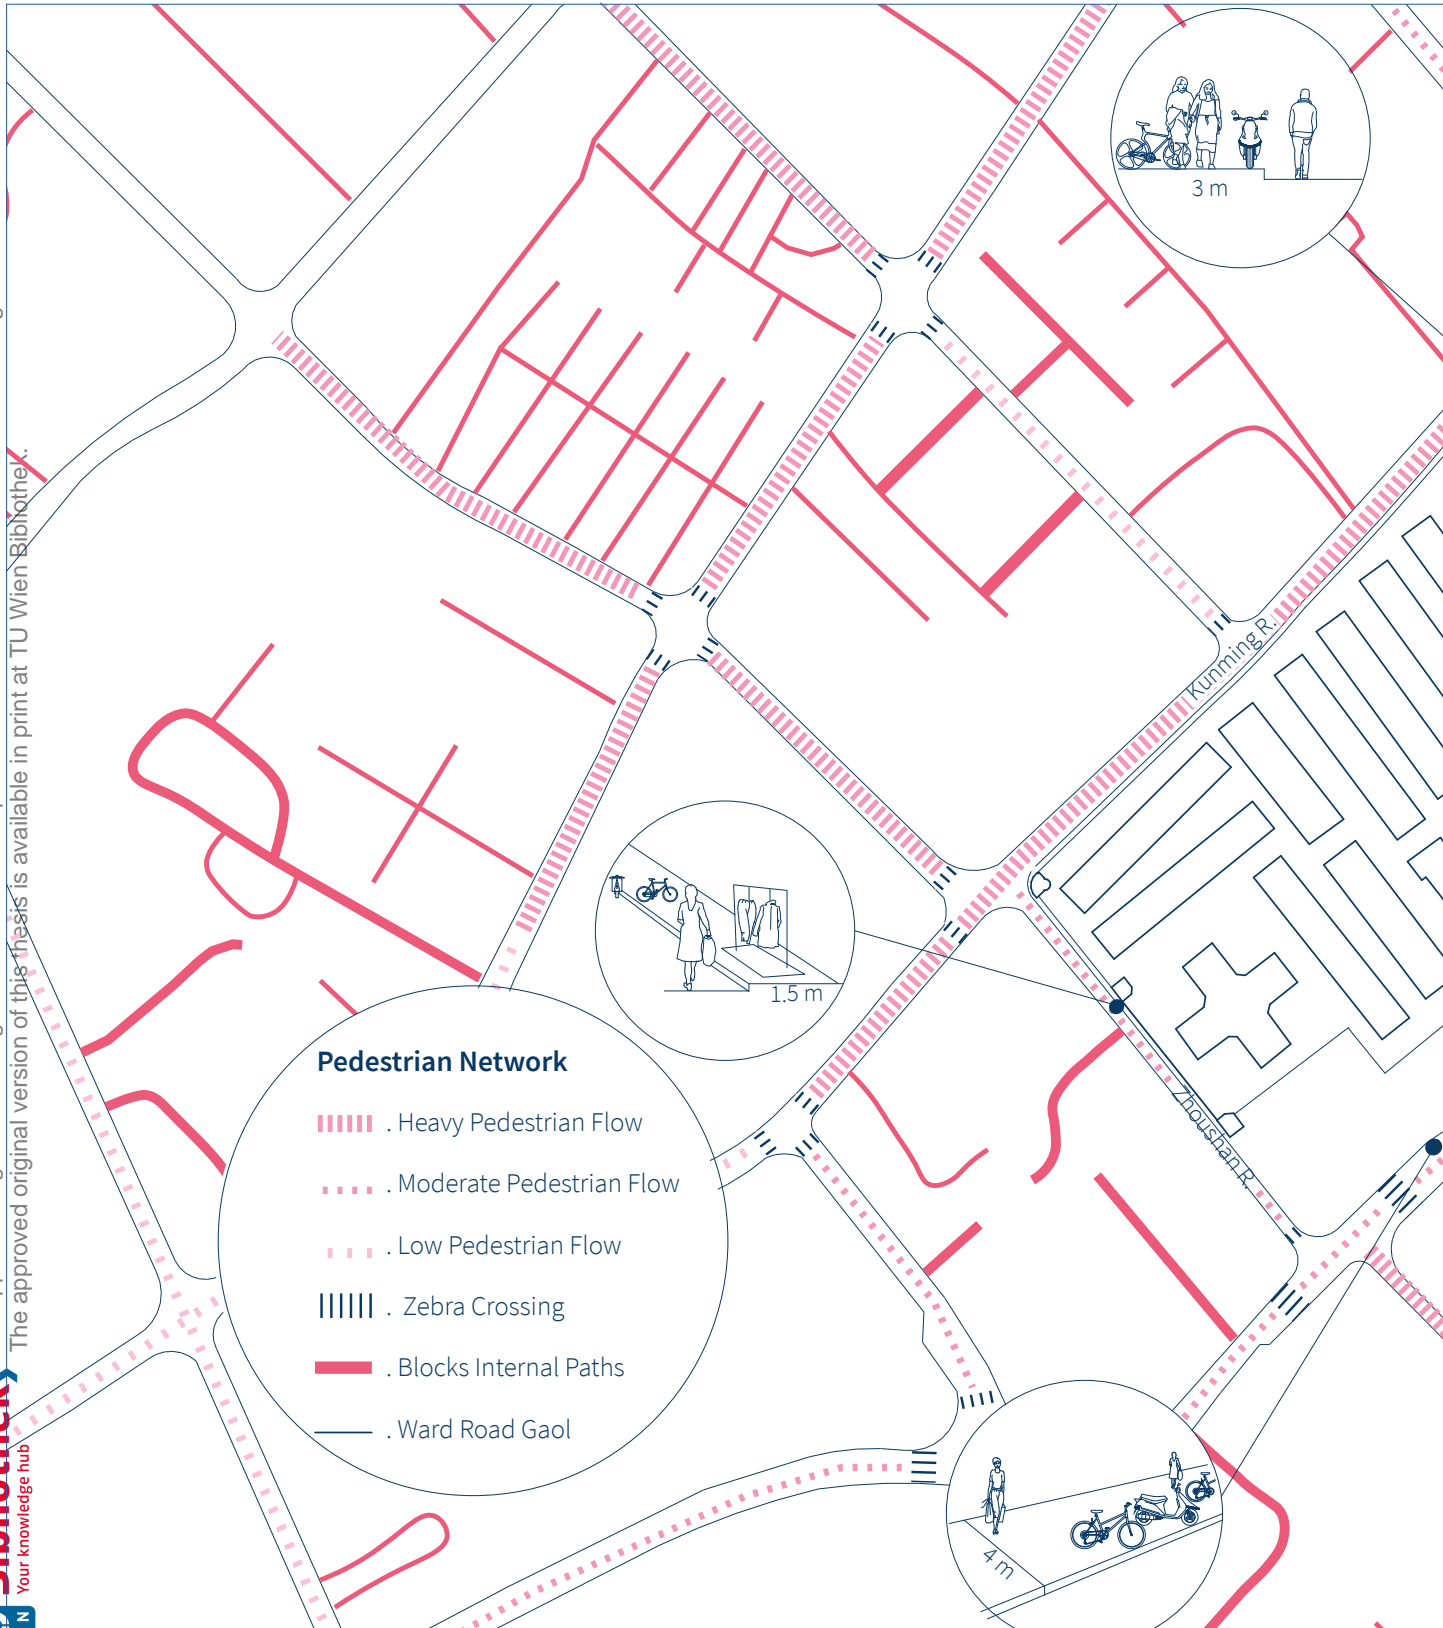 3 m
Kunming R.
1.5 m
Zhoushan R.
Pedestrian Network
. Heavy Pedestrian Flow
. Moderate Pedestrian Flow
. Low Pedestrian Flow
. Zebra Crossing
. Blocks Internal Paths
. Ward Road Gaol
4 m
The approved original version of this thesis is available in print at TU Wien Bibliothek.
Bibliothek
Your knowledge hub